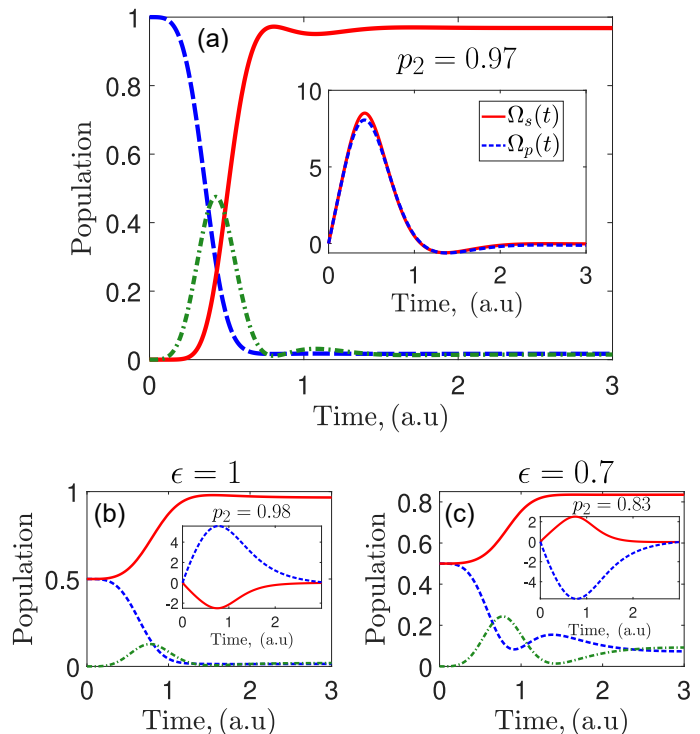 (a)
p₂ = 0.97
Population
1
0.8
0.6
0.4
0.2
0
0 1 2 3
Time, (a.u)
10
5
0
0 1 2 3
Time, (a.u)
Ωₛ(t)
Ωₚ(t)
ϵ = 1
(b)
p₂ = 0.98
Population
1
0.5
0
0 1 2 3
Time, (a.u)
4
2
0
-2
0 1 2
Time, (a.u)
ϵ = 0.7
(c)
p₂ = 0.83
Population
0.8
0.6
0.4
0.2
0
0 1 2 3
Time, (a.u)
2
0
-2
-4
0 1 2
Time, (a.u)